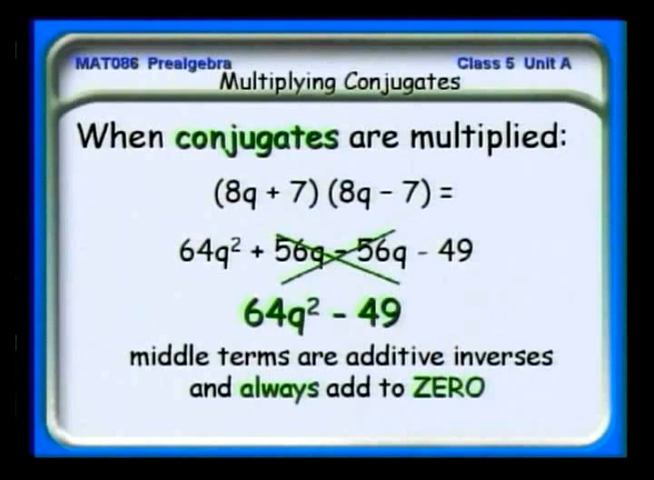 MAT086 Prealgebra
Class 5 Unit A
Multiplying Conjugates
When conjugates are multiplied:
(8q + 7) (8q - 7) =
64q² + 56q - 56q - 49
64q² - 49
middle terms are additive inverses
and always add to ZERO